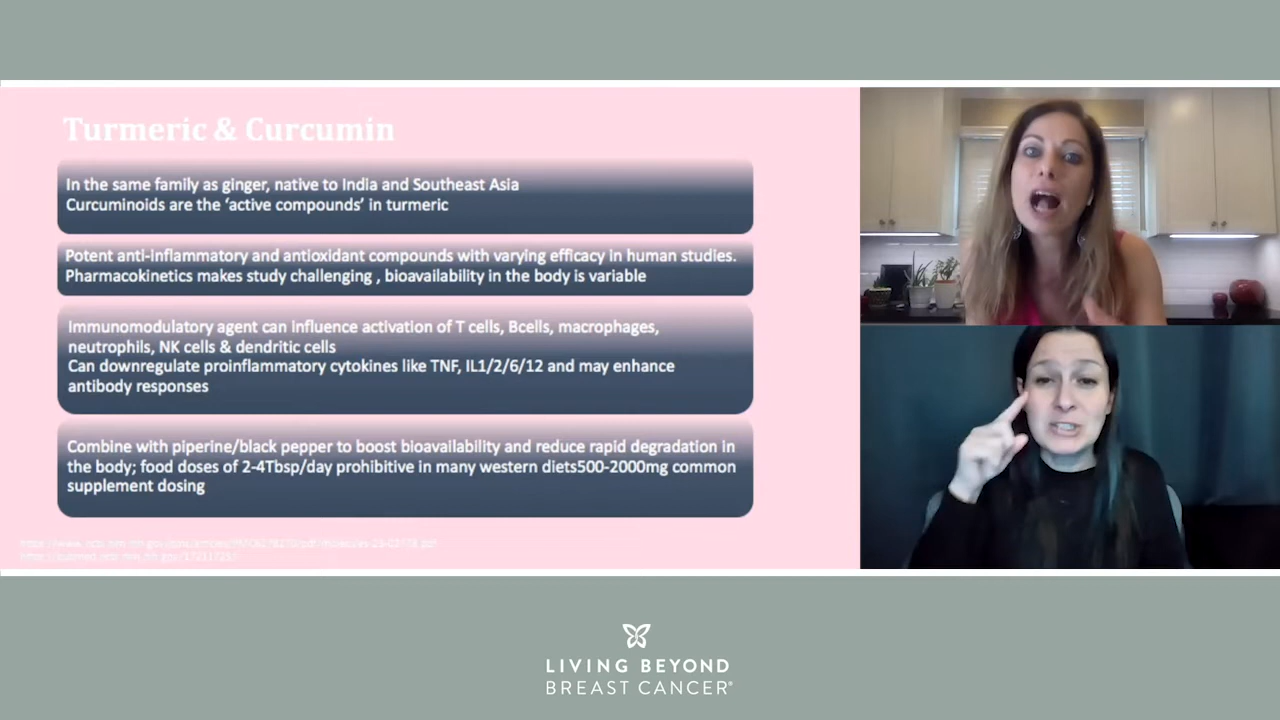 Turmeric & Curcumin
In the same family as ginger, native to India and Southeast Asia
Curcuminoids are the ‘active compounds’ in turmeric
Potent anti-inflammatory and antioxidant compounds with varying efficacy in human studies.
Pharmacokinetics makes study challenging , bioavailability in the body is variable
Immunomodulatory agent can influence activation of T cells, Bcells, macrophages,
neutrophils, NK cells & dendritic cells
Can downregulate proinflammatory cytokines like TNF, IL1/2/6/12 and may enhance
antibody responses
Combine with piperine/black pepper to boost bioavailability and reduce rapid degradation in
the body; food doses of 2-4Tbsp/day prohibitive in many western diets500-2000mg common
supplement dosing
LIVING BEYOND
BREAST CANCER®